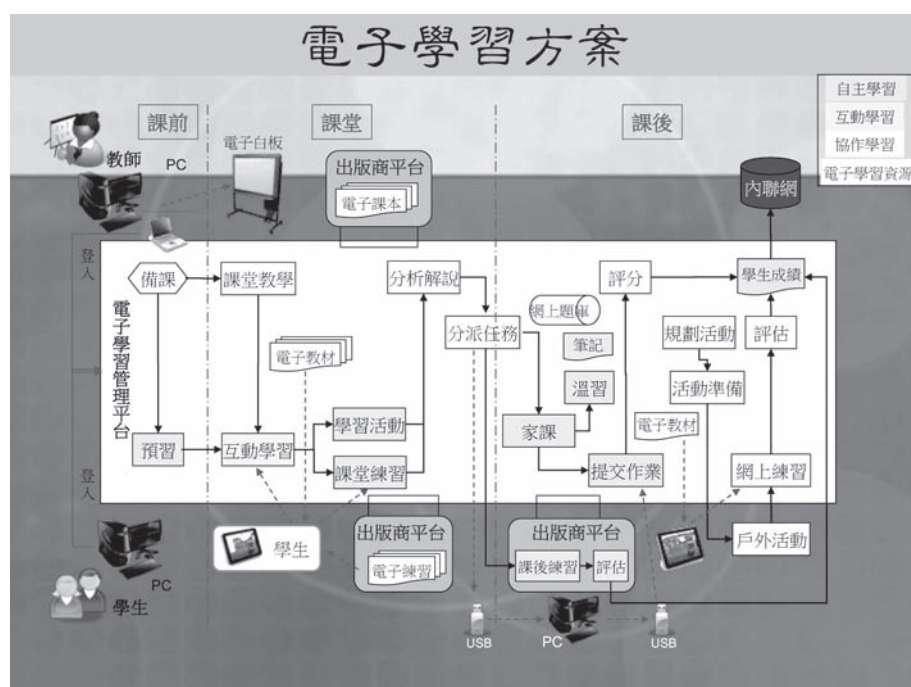 電子學習方案
自主學習
互動學習
協作學習
電子學習資源
課前
課堂
課後
教師
PC
電子白板
出版商平台
電子課本
內聯網
登入
電子學習管理平台
登入
備課
課堂教學
分析解說
評分
學生成績
分派任務
網上題庫
規劃活動
評估
電子教材
筆記
活動準備
溫習
學習活動
家課
電子教材
預習
互動學習
課堂練習
提交作業
網上練習
學生
出版商平台
電子練習
出版商平台
課後練習
評估
戶外活動
PC
學生
USB
PC
USB